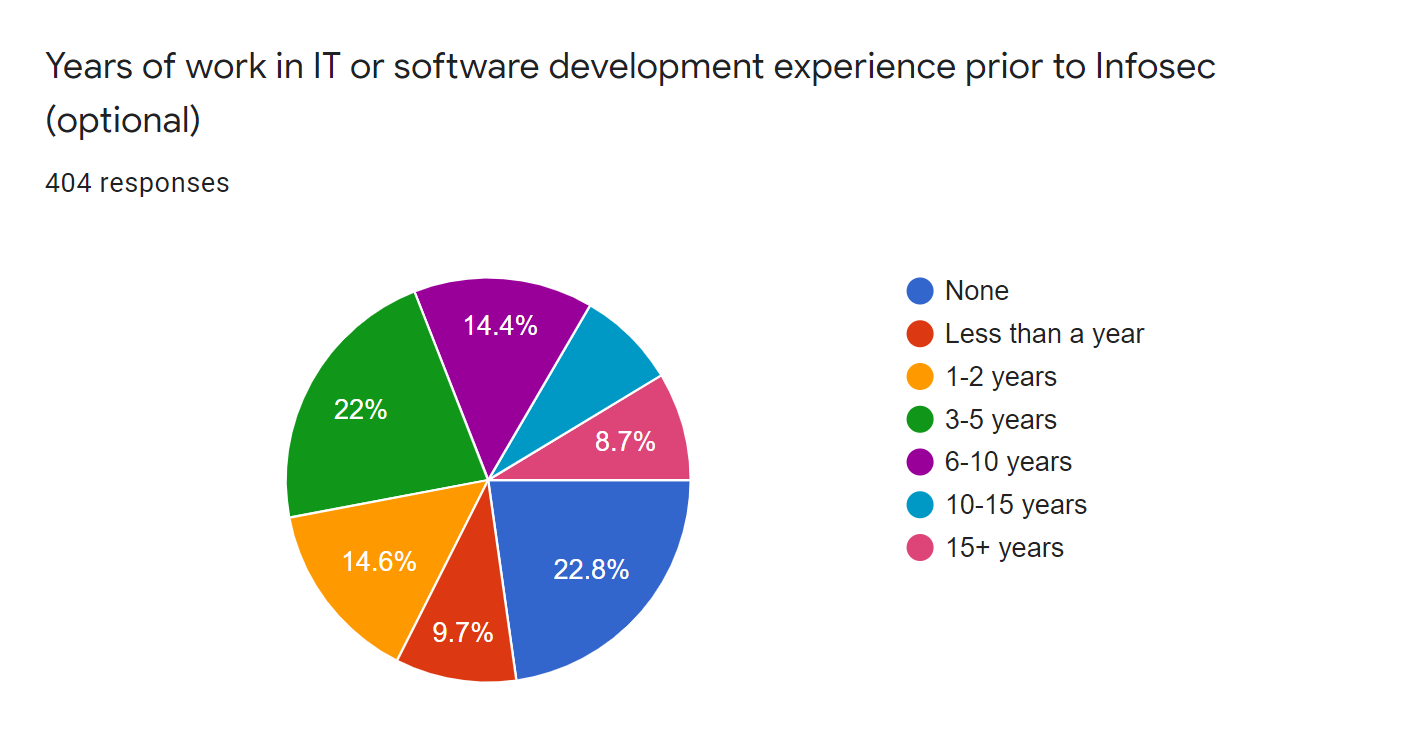 Years of work in IT or software development experience prior to Infosec
(optional)
404 responses
14.4%
22%
8.7%
14.6%
22.8%
9.7%
None
Less than a year
1-2 years
3-5 years
6-10 years
10-15 years
15+ years